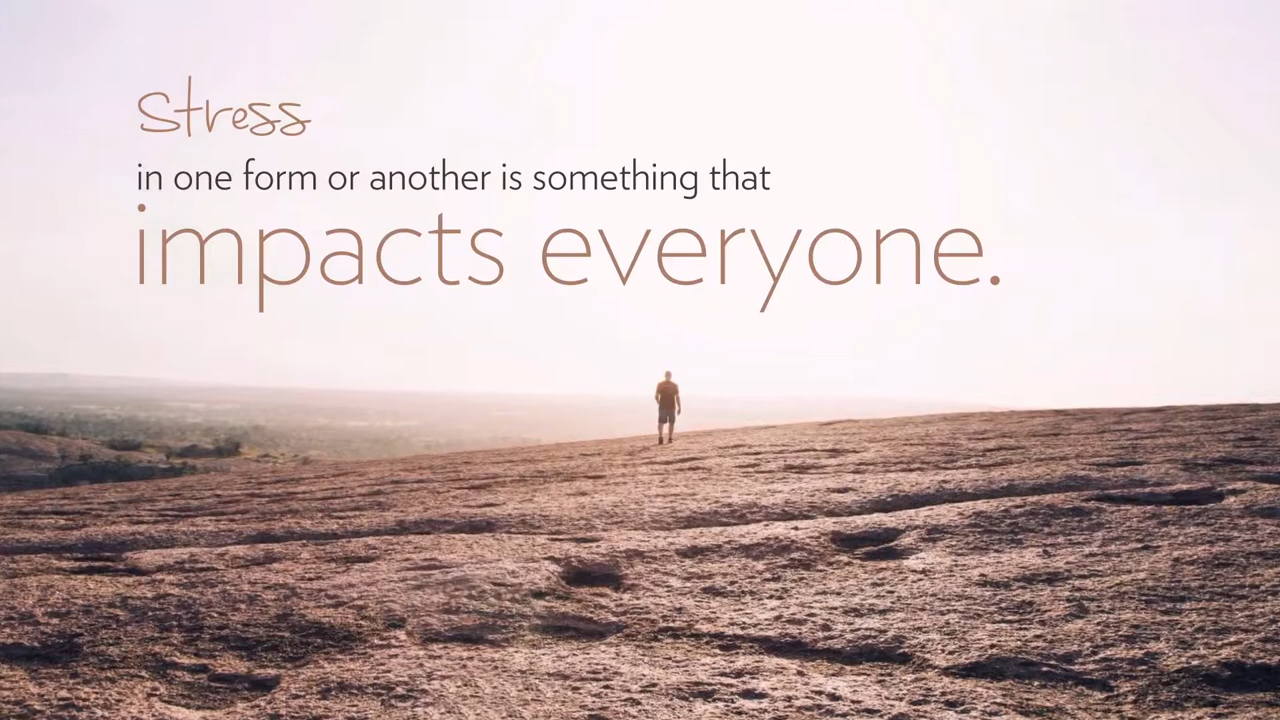 Stress
in one form or another is something that
impacts everyone.